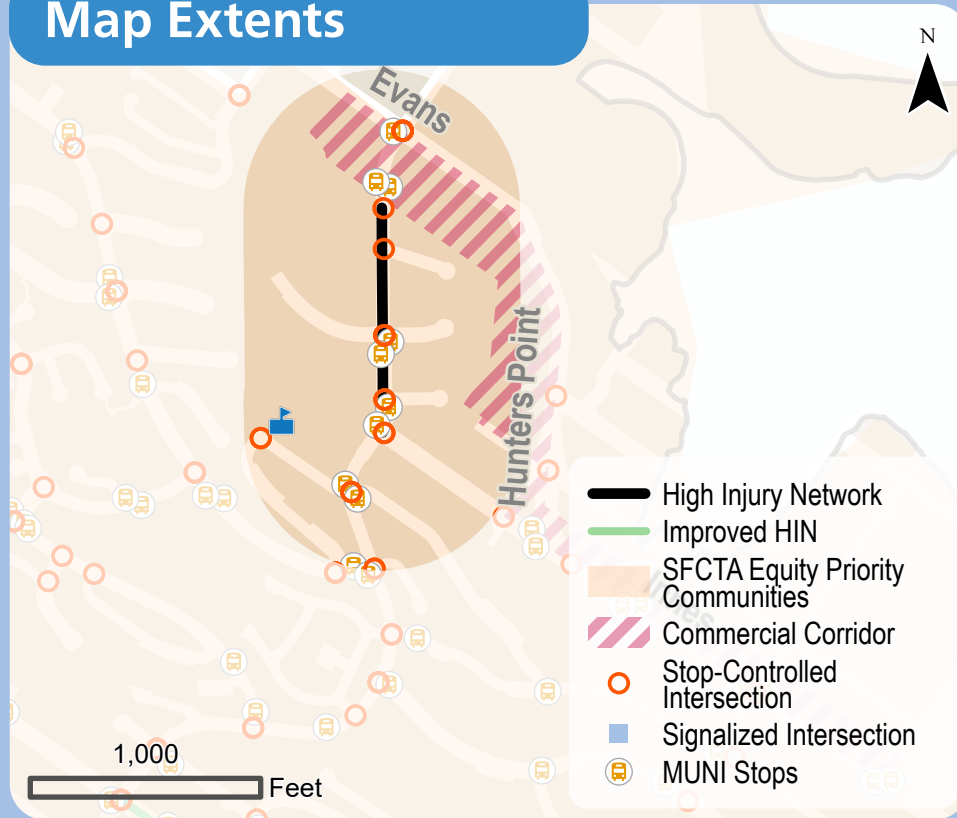 Map Extents
N
Evans
Hunters Point
Innes
High Injury Network
Improved HIN
SFCTA Equity Priority
Communities
Commercial Corridor
Stop-Controlled
Intersection
Signalized Intersection
MUNI Stops
1,000
Feet